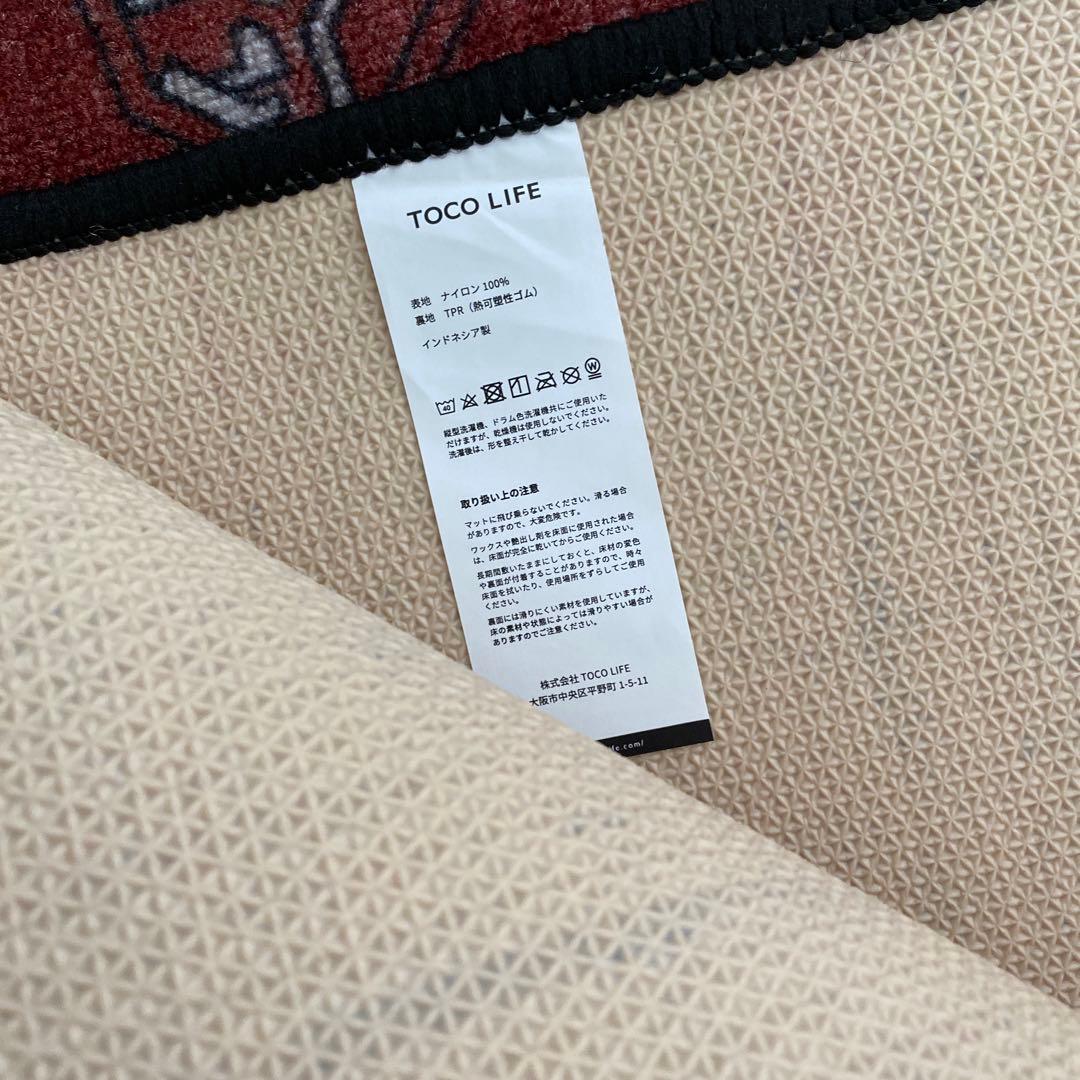 TOCO LIFE
表地 ナイロン 100%
裏地 TPR（熱可塑性ゴム）
インドネシア製
40
W
縦型洗濯機、ドラム色洗濯機共にご使用いた
だけますが、乾燥機は使用しないでください。
洗濯後は、形を整え干して乾かしてください。
取り扱い上の注意
マットに飛び乗らないでください。滑る場合
がありますので、大変危険です。
ワックスや艶出し剤を床面に使用された場合
は、床面が完全に乾いてからご使用ください。
長期間敷いたままにしておくと、床材の変色
や裏面が付着することがありますので、時々
床面を拭いたり、使用場所をずらしてご使用
ください。
裏面には滑りにくい素材を使用していますが、
床の素材や状態によっては滑りやすい場合が
ありますのでご注意ください。
株式会社 TOCO LIFE
大阪市中央区平野町 1-5-11
.com/